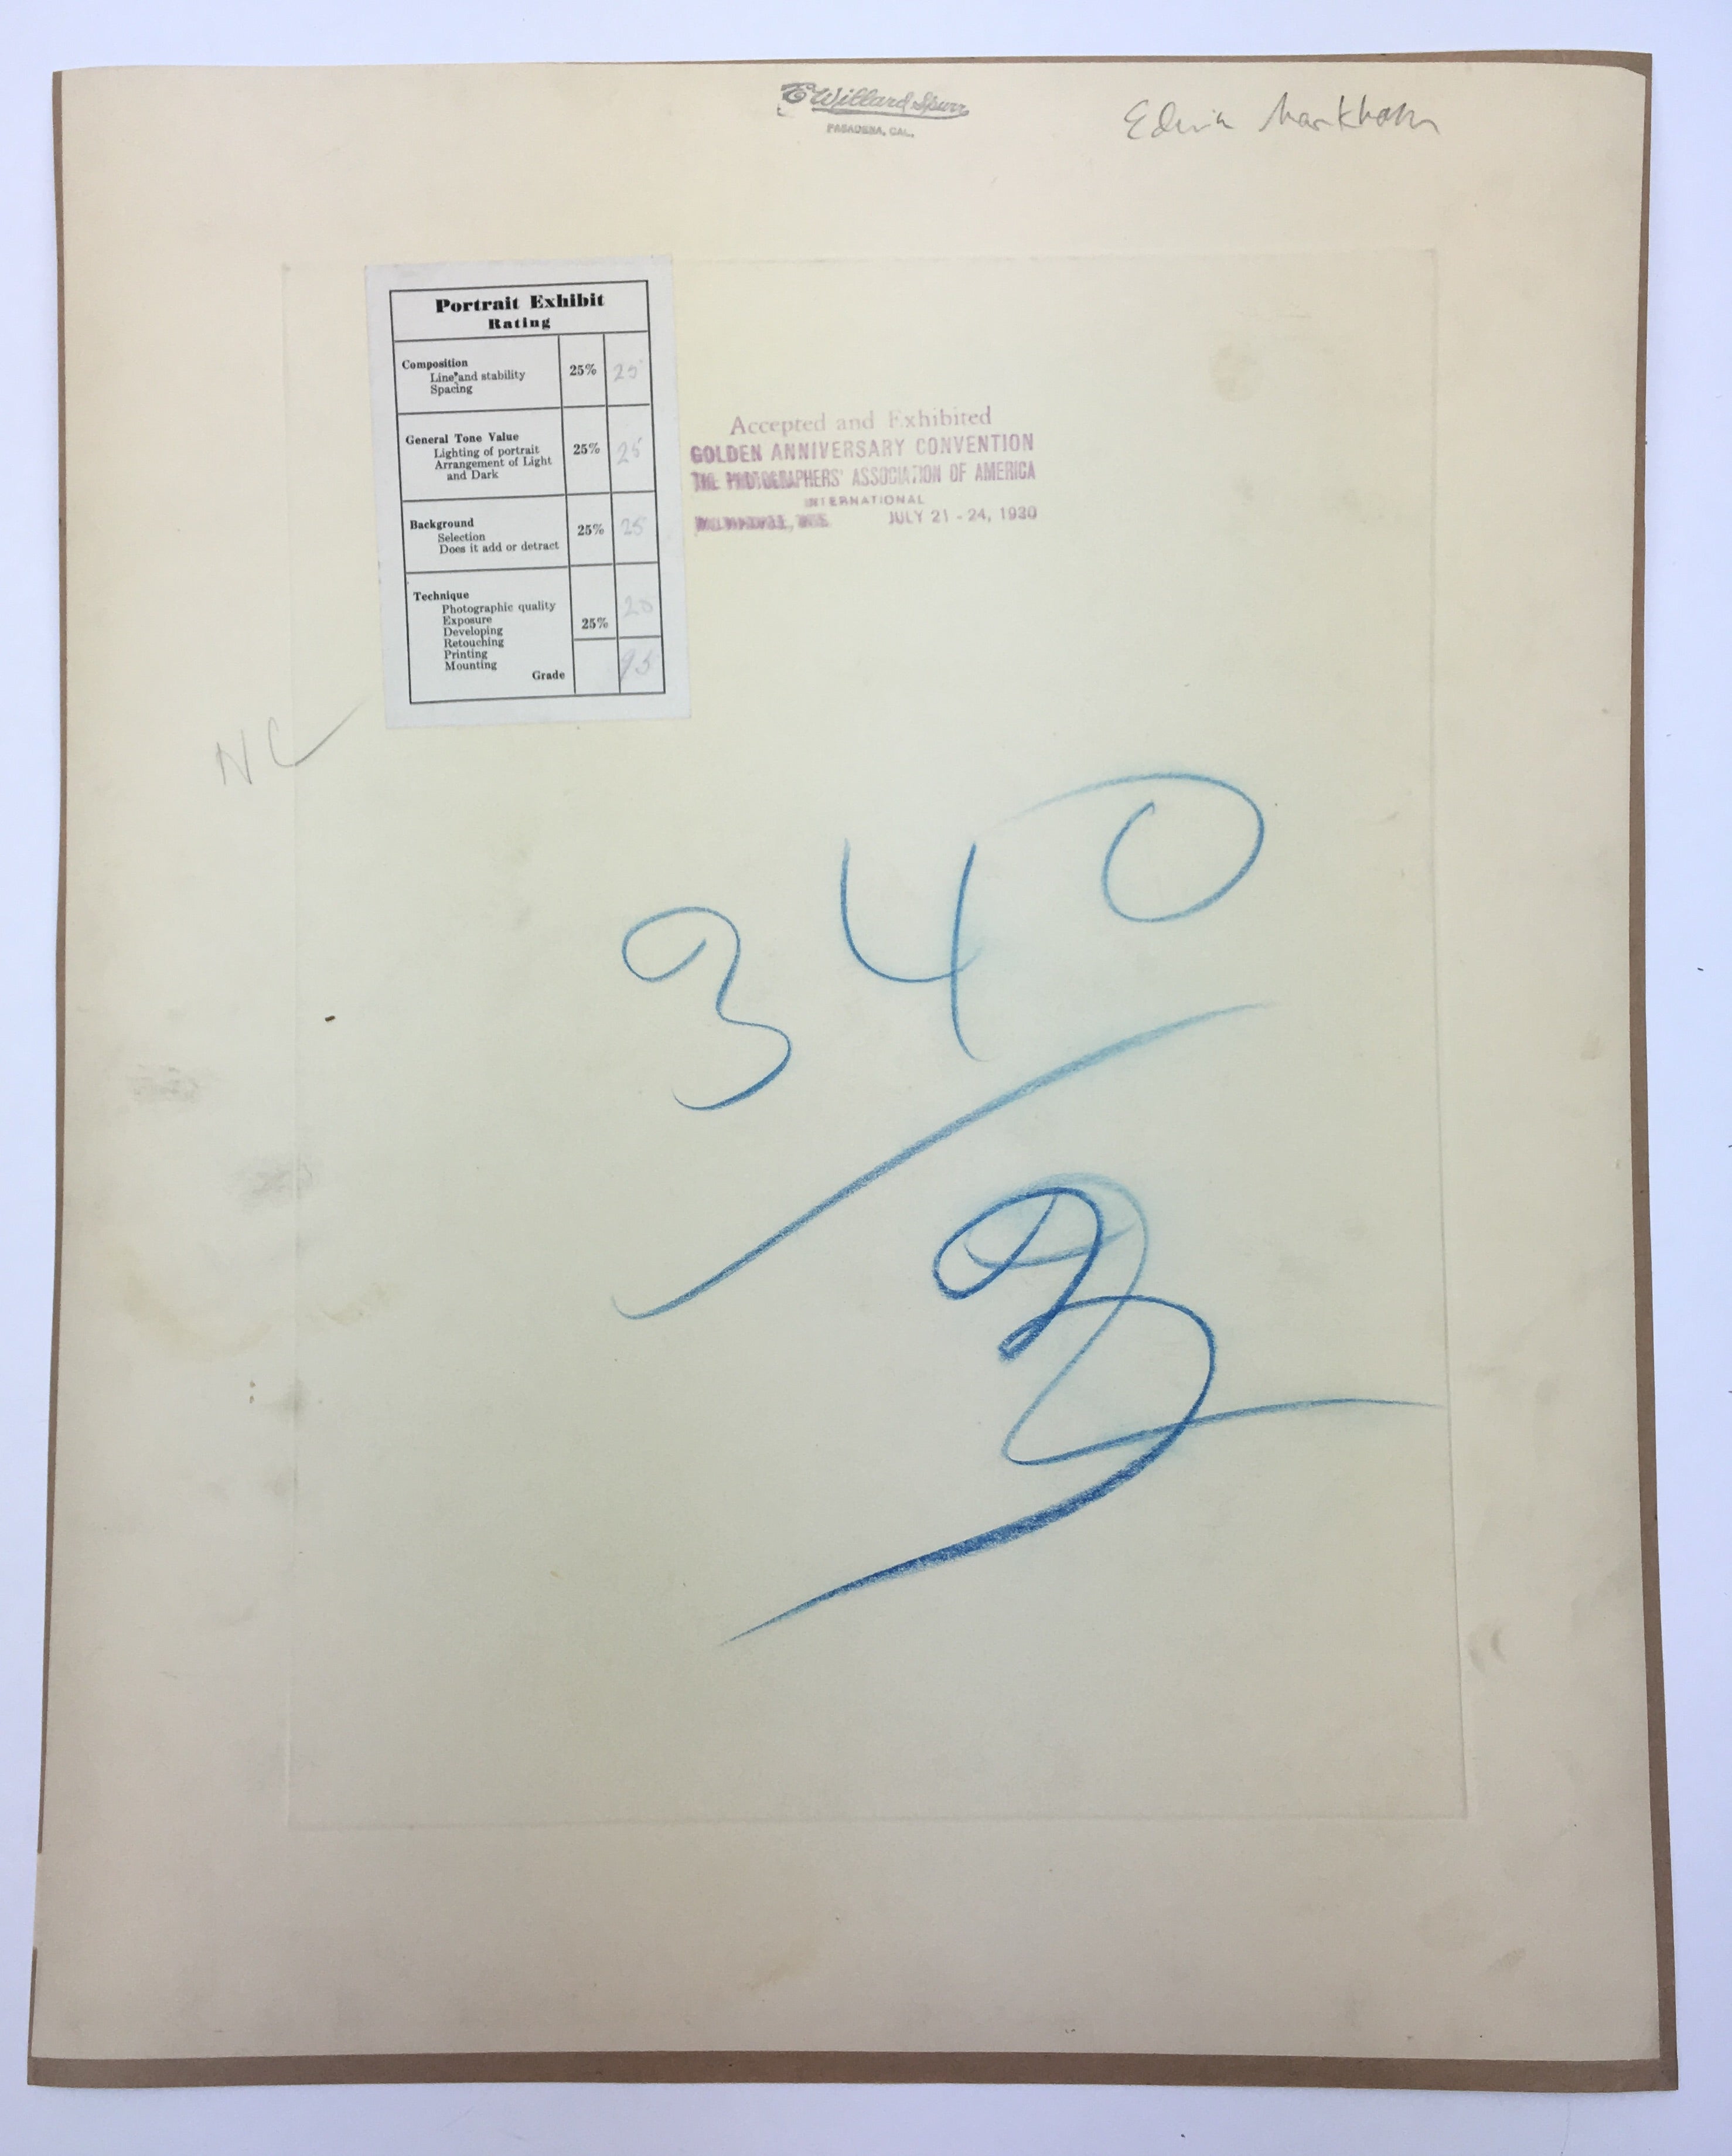 E Willard Spurr
PASADENA, CAL.
Edwin Markham
Portrait Exhibit
Rating
Composition
Line and stability
Spacing
25%
25
General Tone Value
Lighting of portrait
Arrangement of Light
and Dark
25%
25
Background
Selection
Does it add or detract
25%
25
Technique
Photographic quality
Exposure
Developing
Retouching
Printing
Mounting
25%
20
Grade
95
Accepted and Exhibited
GOLDEN ANNIVERSARY CONVENTION
THE PHOTOGRAPHERS' ASSOCIATION OF AMERICA
INTERNATIONAL
JULY 21 - 24, 1930
340